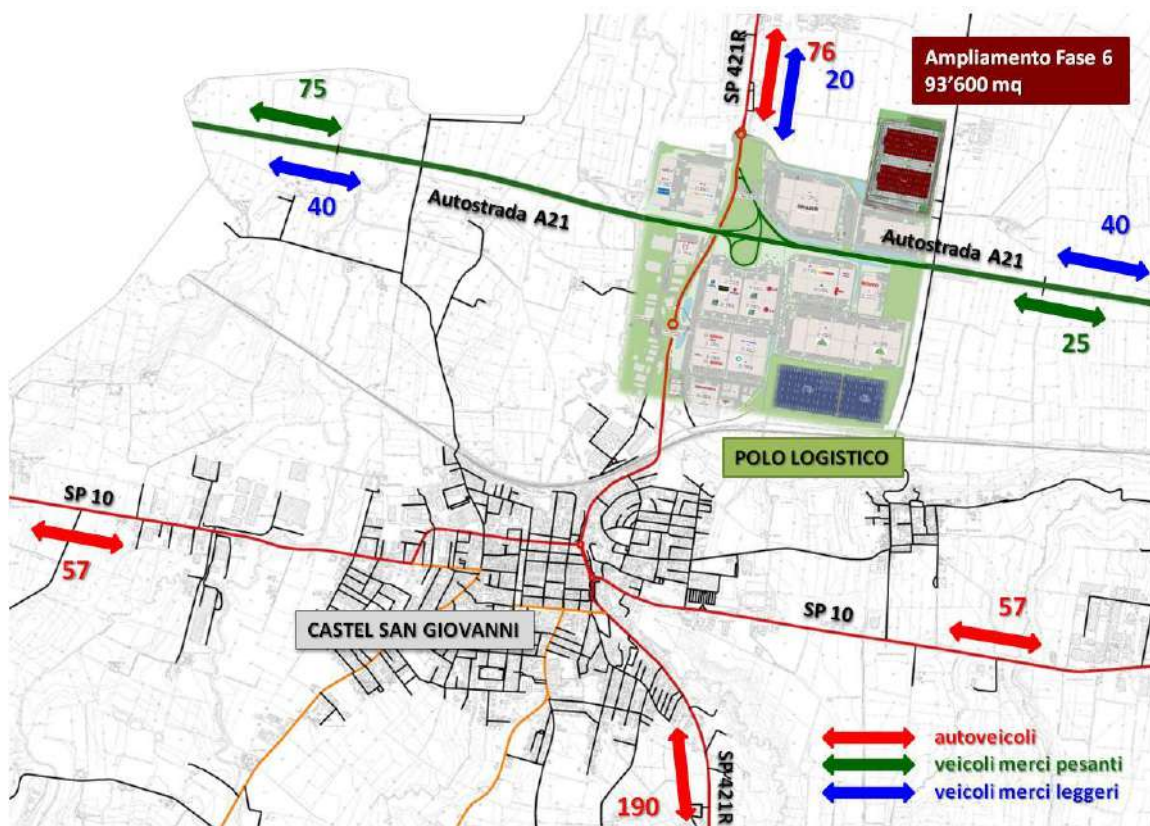 SP 421R
76
20
Ampliamento Fase 6
93'600 mq
75
40
Autostrada A21
Autostrada A21
40
25
POLO LOGISTICO
SP 10
57
CASTEL SAN GIOVANNI
SP 10
57
190
SP421R
autoveicoli
veicoli merci pesanti
veicoli merci leggeri